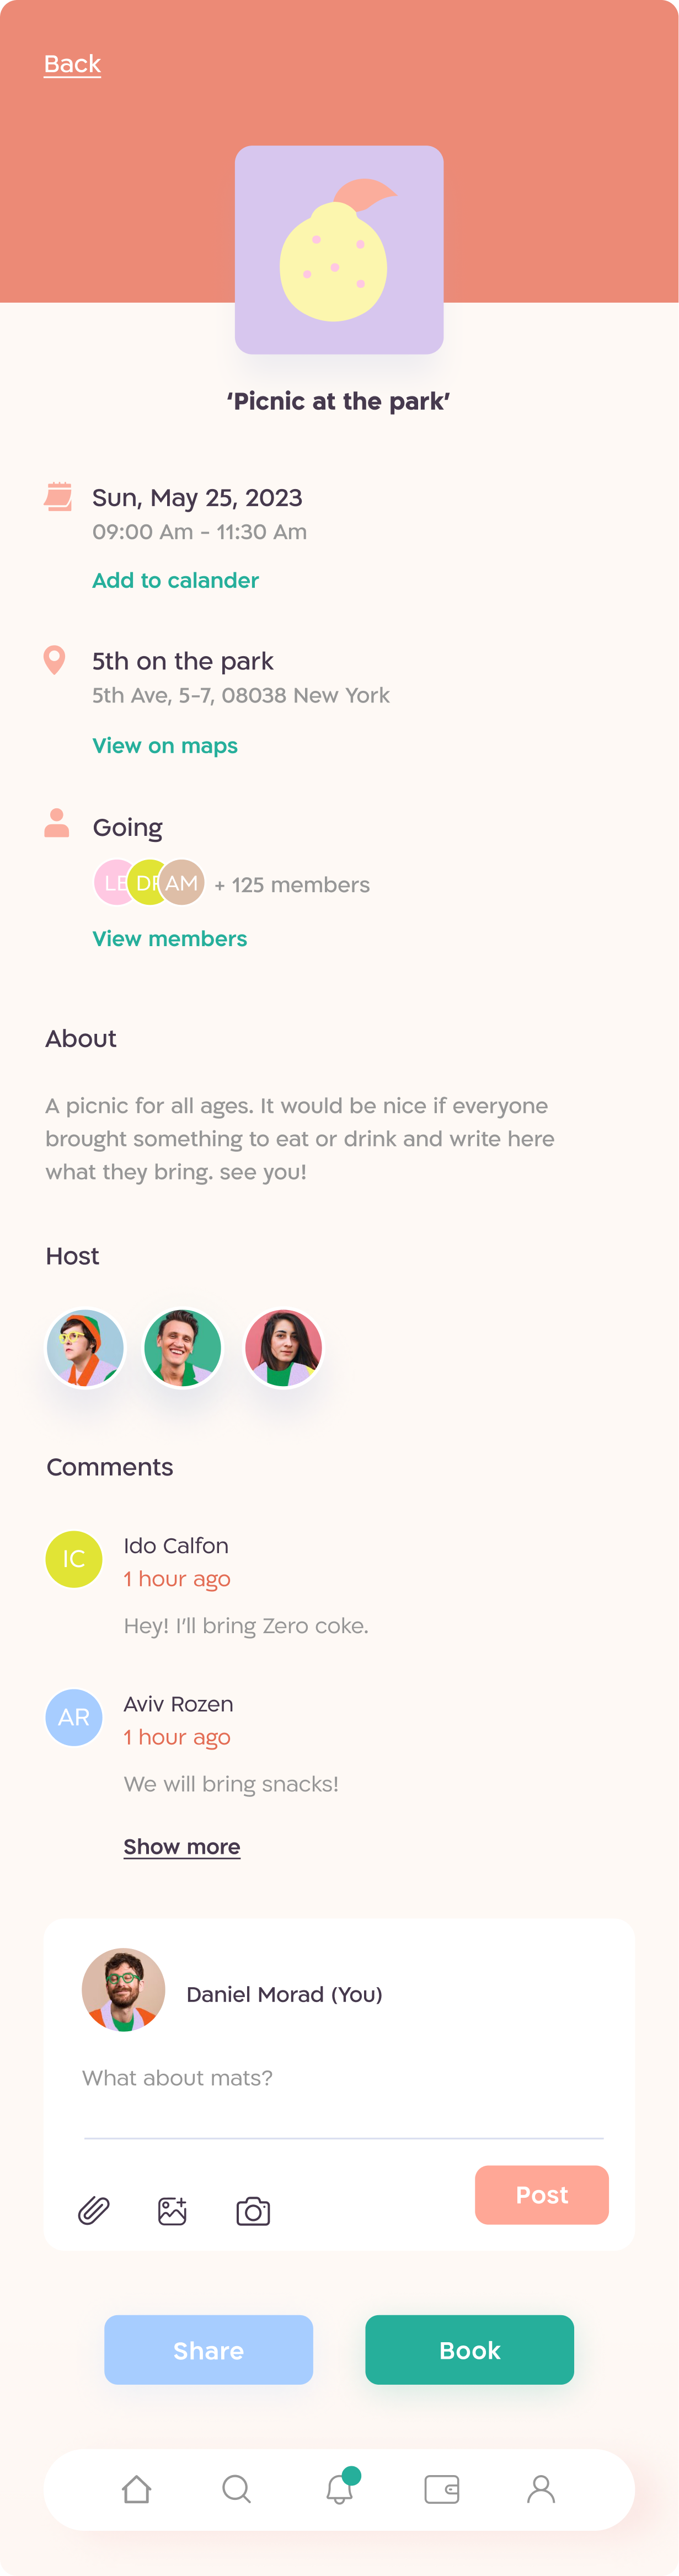 Back
‘Picnic at the park’
Sun, May 25, 2023
09:00 Am - 11:30 Am
Add to calander
5th on the park
5th Ave, 5-7, 08038 New York
View on maps
Going
LE DF AM + 125 members
View members
About
A picnic for all ages. It would be nice if everyone
brought something to eat or drink and write here
what they bring. see you!
Host
Comments
IC
Ido Calfon
1 hour ago
Hey! I’ll bring Zero coke.
AR
Aviv Rozen
1 hour ago
We will bring snacks!
Show more
Daniel Morad (You)
What about mats?
Post
Share
Book